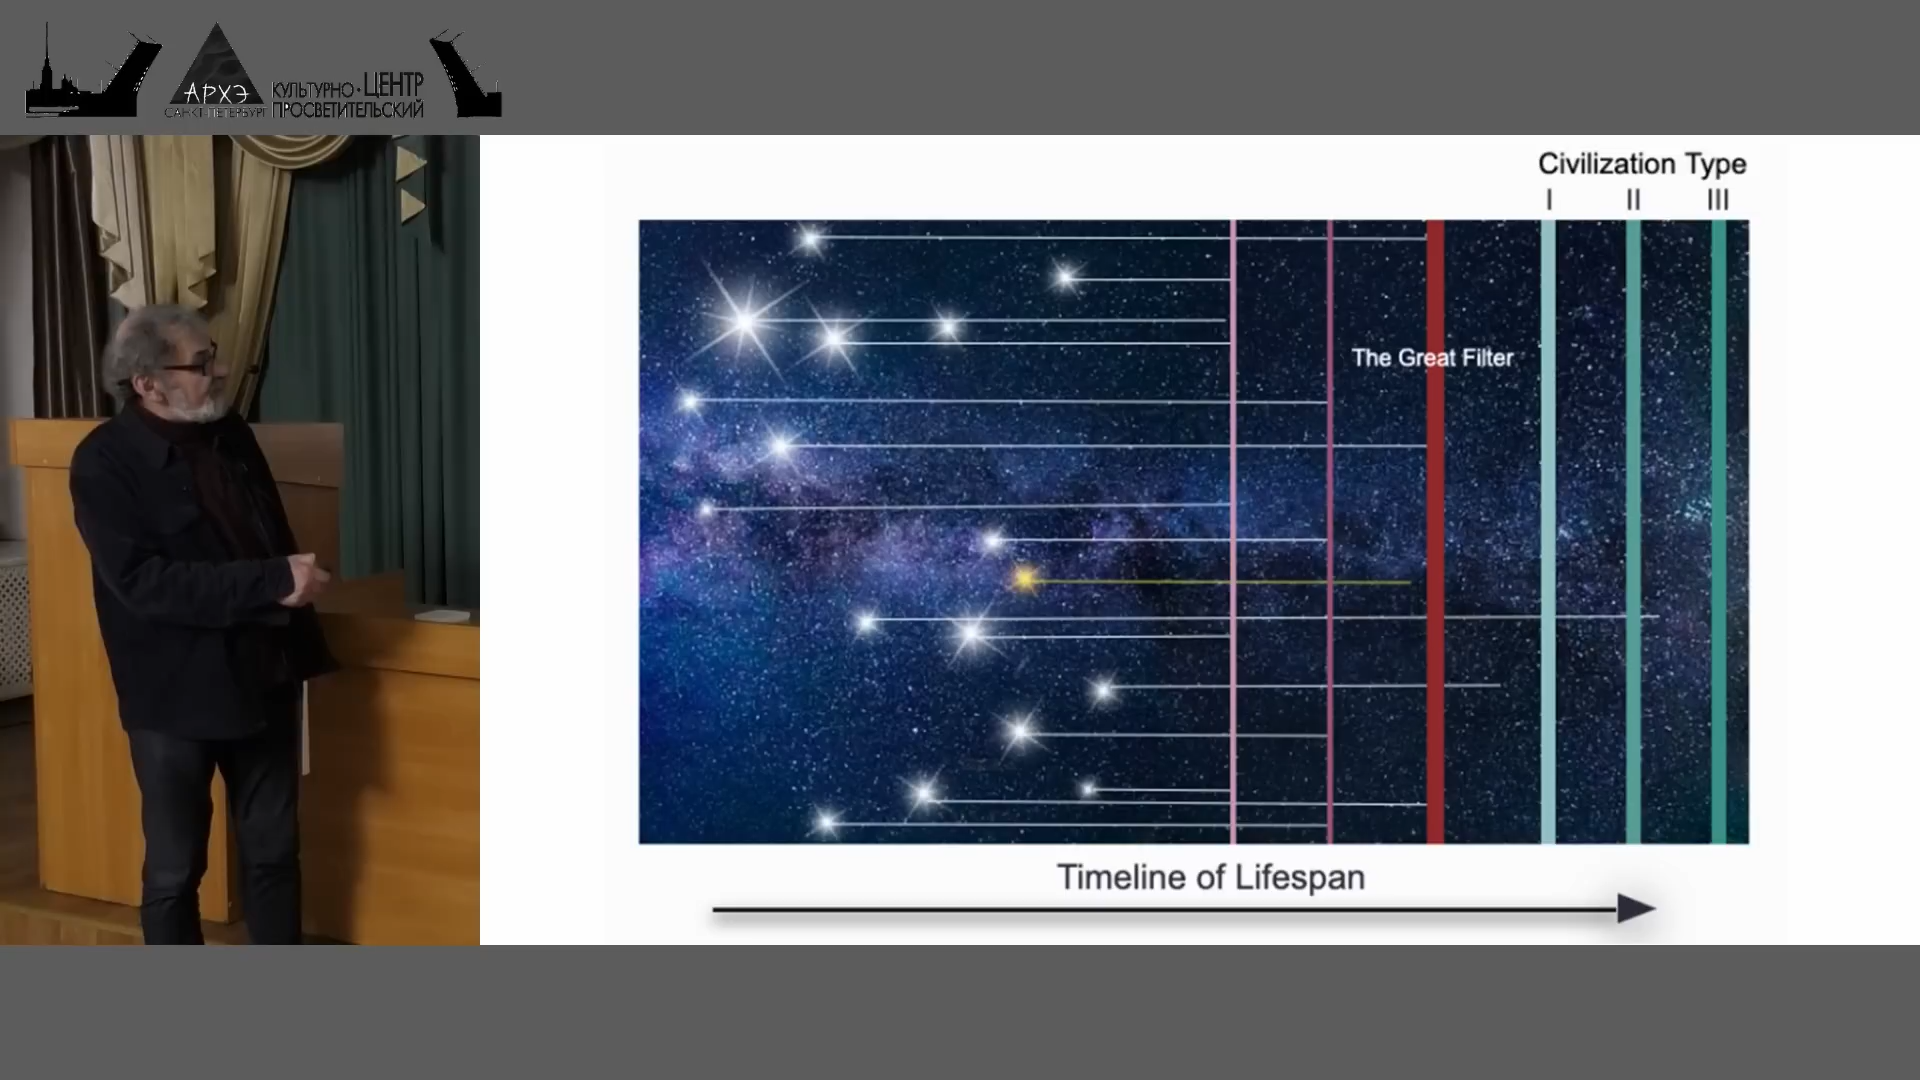 АРХЭ
САНКТ-ПЕТЕРБУРГ
КУЛЬТУРНО-ЦЕНТР
ПРОСВЕТИТЕЛЬСКИЙ
Civilization Type
I II III
The Great Filter
Timeline of Lifespan